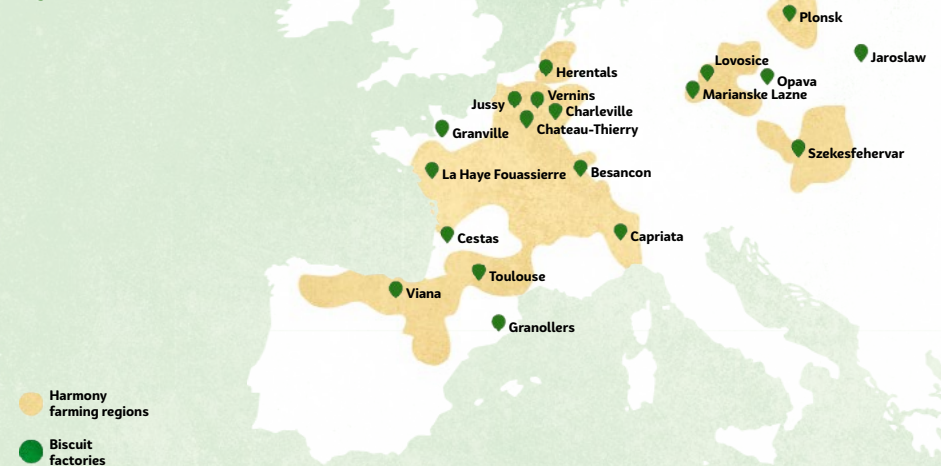 Plonsk
Jaroslaw
Lovosice
Herentals
Opava
Marianske Lazne
Vernins
Jussy
Charleville
Chateau-Thierry
Granville
Szekesfehervar
La Haye Fouassierre
Besancon
Cestas
Capriata
Toulouse
Viana
Granollers
Harmony
farming regions
Biscuit
factories